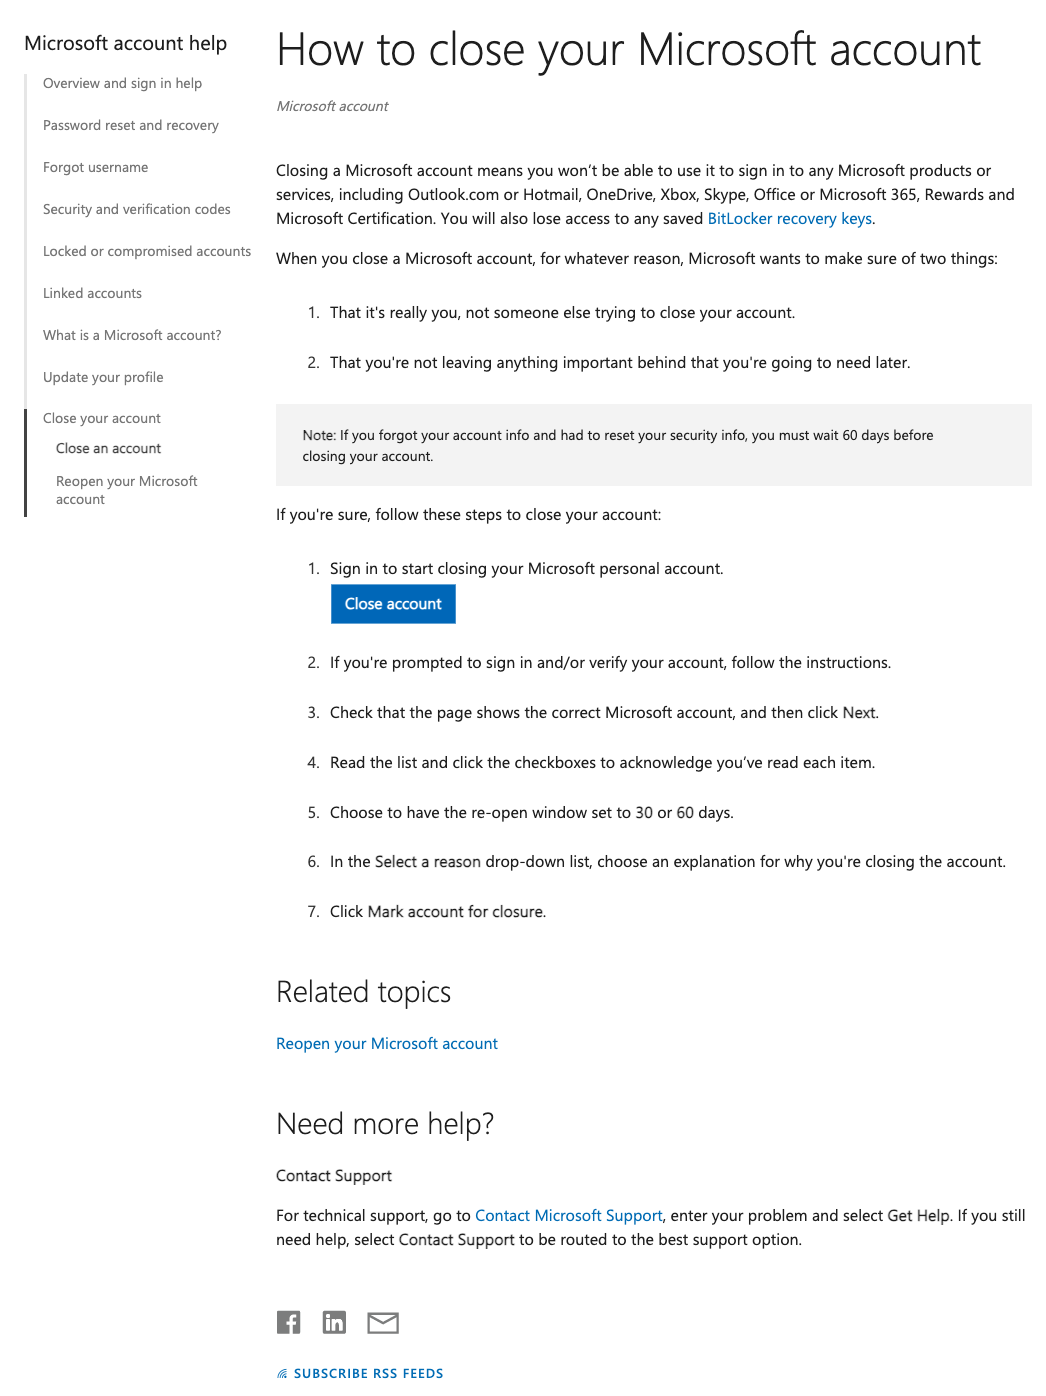 Microsoft account help
Overview and sign in help
Password reset and recovery
Forgot username
Security and verification codes
Locked or compromised accounts
Linked accounts
What is a Microsoft account?
Update your profile
Close your account
Close an account
Reopen your Microsoft
account
How to close your Microsoft account
Microsoft account
Closing a Microsoft account means you won’t be able to use it to sign in to any Microsoft products or
services, including Outlook.com or Hotmail, OneDrive, Xbox, Skype, Office or Microsoft 365, Rewards and
Microsoft Certification. You will also lose access to any saved BitLocker recovery keys.
When you close a Microsoft account, for whatever reason, Microsoft wants to make sure of two things:
1. That it's really you, not someone else trying to close your account.
2. That you're not leaving anything important behind that you're going to need later.
Note: If you forgot your account info and had to reset your security info, you must wait 60 days before
closing your account.
If you're sure, follow these steps to close your account:
1. Sign in to start closing your Microsoft personal account.
Close account
2. If you're prompted to sign in and/or verify your account, follow the instructions.
3. Check that the page shows the correct Microsoft account, and then click Next.
4. Read the list and click the checkboxes to acknowledge you’ve read each item.
5. Choose to have the re-open window set to 30 or 60 days.
6. In the Select a reason drop-down list, choose an explanation for why you're closing the account.
7. Click Mark account for closure.
Related topics
Reopen your Microsoft account
Need more help?
Contact Support
For technical support, go to Contact Microsoft Support, enter your problem and select Get Help. If you still
need help, select Contact Support to be routed to the best support option.
SUBSCRIBE RSS FEEDS